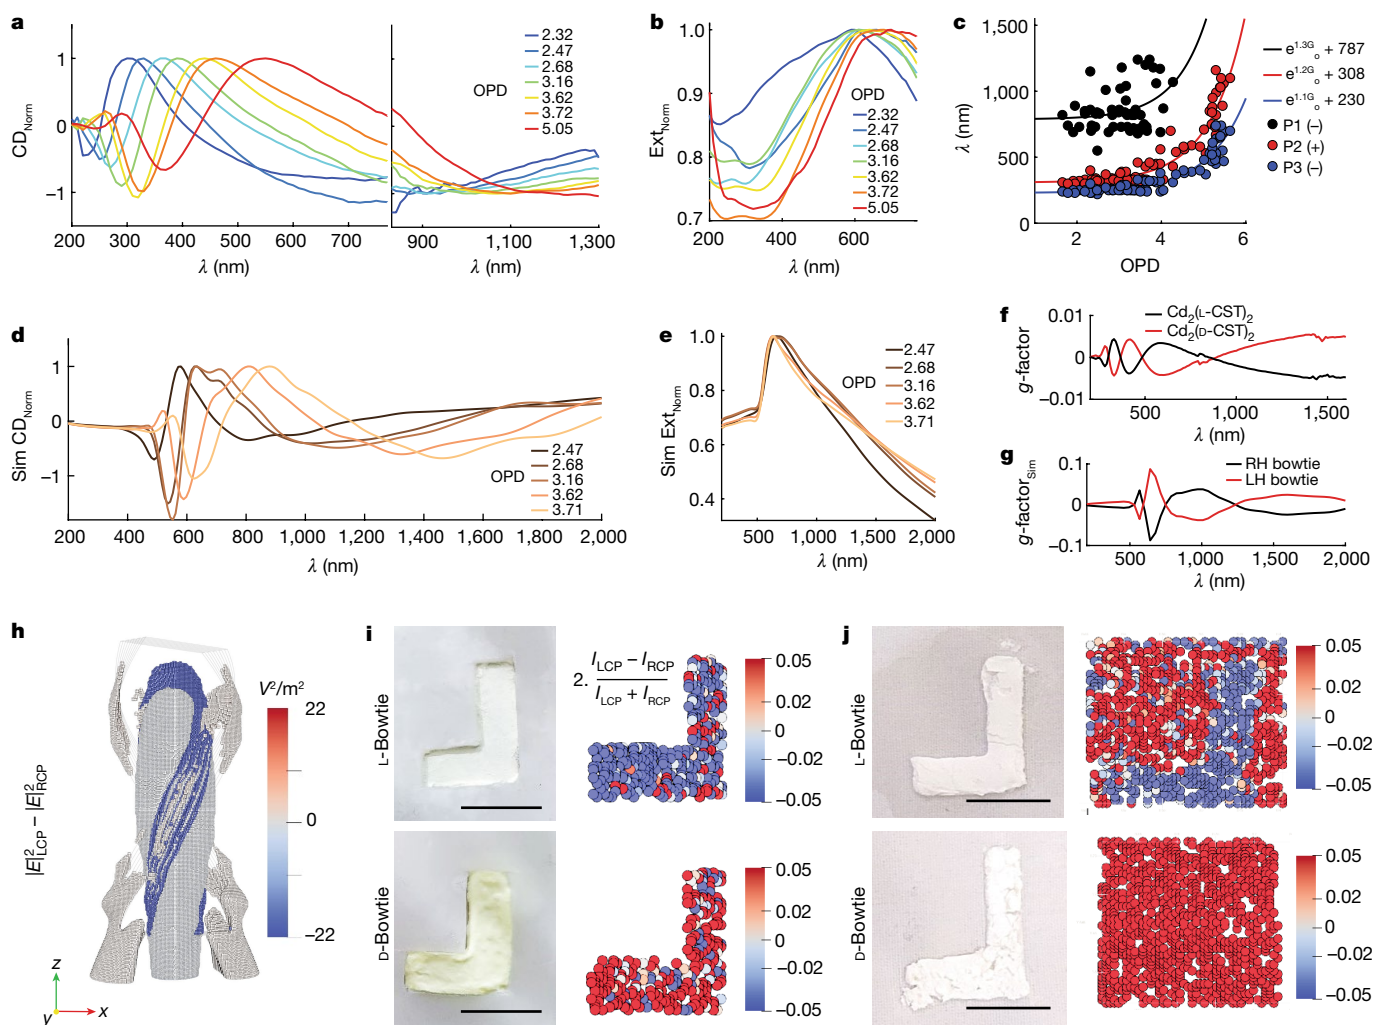 a
CD_Norm
1
0
−1
200 300 400 500 600 700
900 1,100 1,300
λ (nm)
λ (nm)
OPD
2.32
2.47
2.68
3.16
3.62
3.72
5.05
b
Ext_Norm
1.0
0.9
0.8
0.7
200 400 600
λ (nm)
OPD
2.32
2.47
2.68
3.16
3.62
3.72
5.05
c
λ (nm)
1,500
1,000
500
0
2 4 6
OPD
e^1.3G_o + 787
e^1.2G_o + 308
e^1.1G_o + 230
P1 (−)
P2 (+)
P3 (−)
d
Sim CD_Norm
1
0
−1
200 400 600 800 1,000 1,200 1,400 1,600 1,800 2,000
λ (nm)
OPD
2.47
2.68
3.16
3.62
3.71
e
Sim Ext_Norm
1.0
0.8
0.6
0.4
500 1,000 1,500 2,000
λ (nm)
OPD
2.47
2.68
3.16
3.62
3.71
f
g-factor
0.01
0
−0.01
500 1,000 1,500
λ (nm)
Cd2(L-CST)2
Cd2(D-CST)2
g
g-factor_Sim
0.1
0
−0.1
500 1,000 1,500 2,000
λ (nm)
RH bowtie
LH bowtie
h
|E|²_LCP − |E|²_RCP
V²/m²
22
0
−22
z
x
y
i
L-Bowtie
2. (I_LCP − I_RCP)/(I_LCP + I_RCP)
0.05
0.02
0
−0.02
−0.05
D-Bowtie
0.05
0.02
0
−0.02
−0.05
j
L-Bowtie
0.05
0.02
0
−0.02
−0.05
D-Bowtie
0.05
0.02
0
−0.02
−0.05